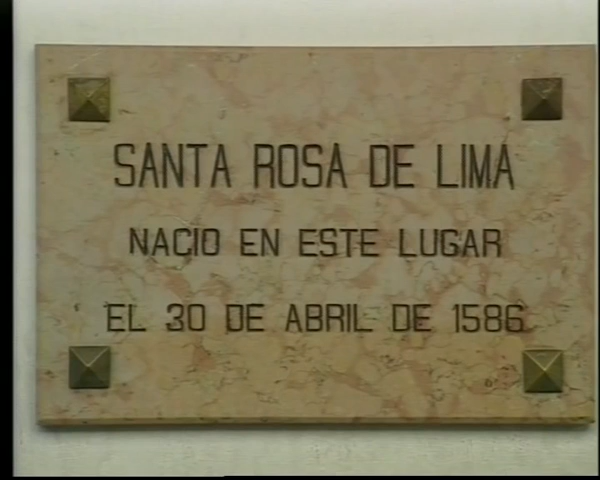 SANTA ROSA DE LIMA
NACIO EN ESTE LUGAR
EL 30 DE ABRIL DE 1586